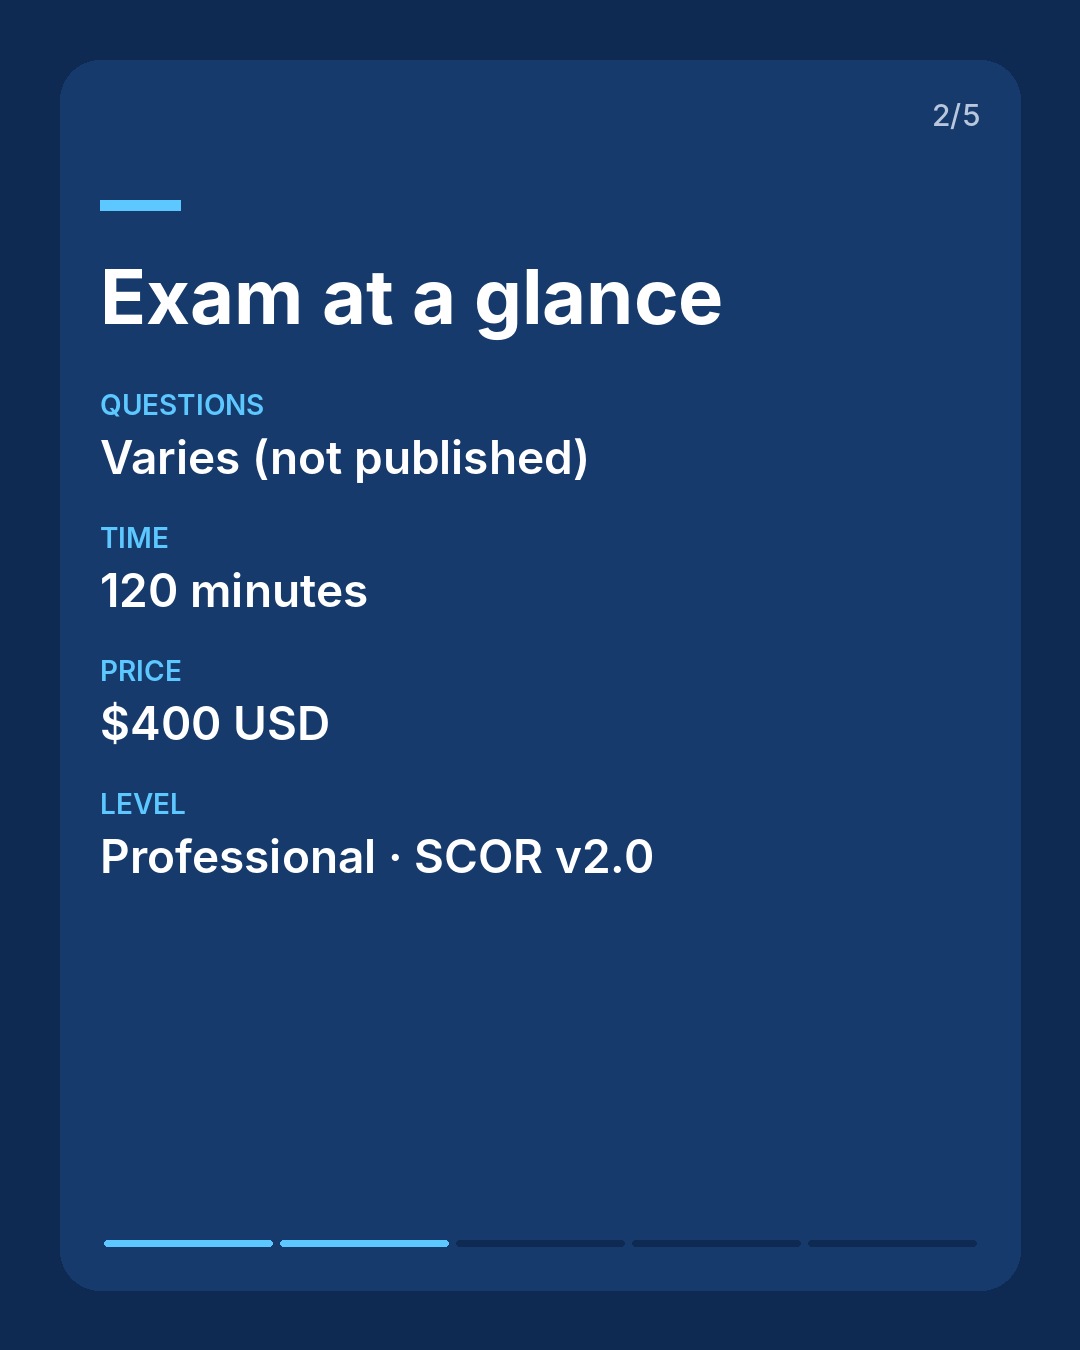 2/5
Exam at a glance
QUESTIONS
Varies (not published)
TIME
120 minutes
PRICE
$400 USD
LEVEL
Professional · SCOR v2.0